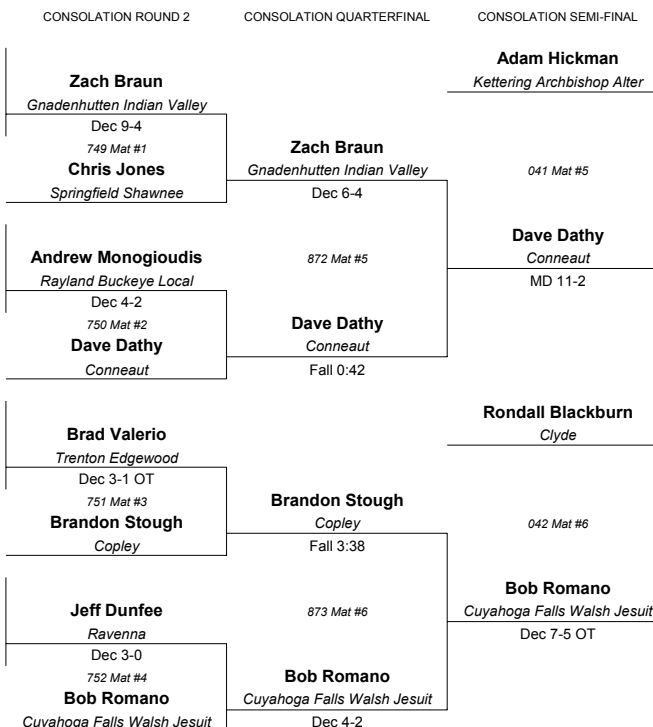 CONSOLATION ROUND 2 CONSOLATION QUARTERFINAL CONSOLATION SEMI-FINAL
Adam Hickman
Kettering Archbishop Alter
Zach Braun
Gnadenhutten Indian Valley
Dec 9-4
749 Mat #1
Chris Jones
Springfield Shawnee
Zach Braun
Gnadenhutten Indian Valley
Dec 6-4
041 Mat #5
Andrew Monogioudis
Rayland Buckeye Local
Dec 4-2
750 Mat #2
Dave Dathy
Conneaut
872 Mat #5
Dave Dathy
Conneaut
Fall 0:42
Dave Dathy
Conneaut
MD 11-2
Rondall Blackburn
Clyde
Brad Valerio
Trenton Edgewood
Dec 3-1 OT
751 Mat #3
Brandon Stough
Copley
Brandon Stough
Copley
Fall 3:38
042 Mat #6
Jeff Dunfee
Ravenna
Dec 3-0
752 Mat #4
Bob Romano
Cuyahoga Falls Walsh Jesuit
873 Mat #6
Bob Romano
Cuyahoga Falls Walsh Jesuit
Dec 4-2
Bob Romano
Cuyahoga Falls Walsh Jesuit
Dec 7-5 OT